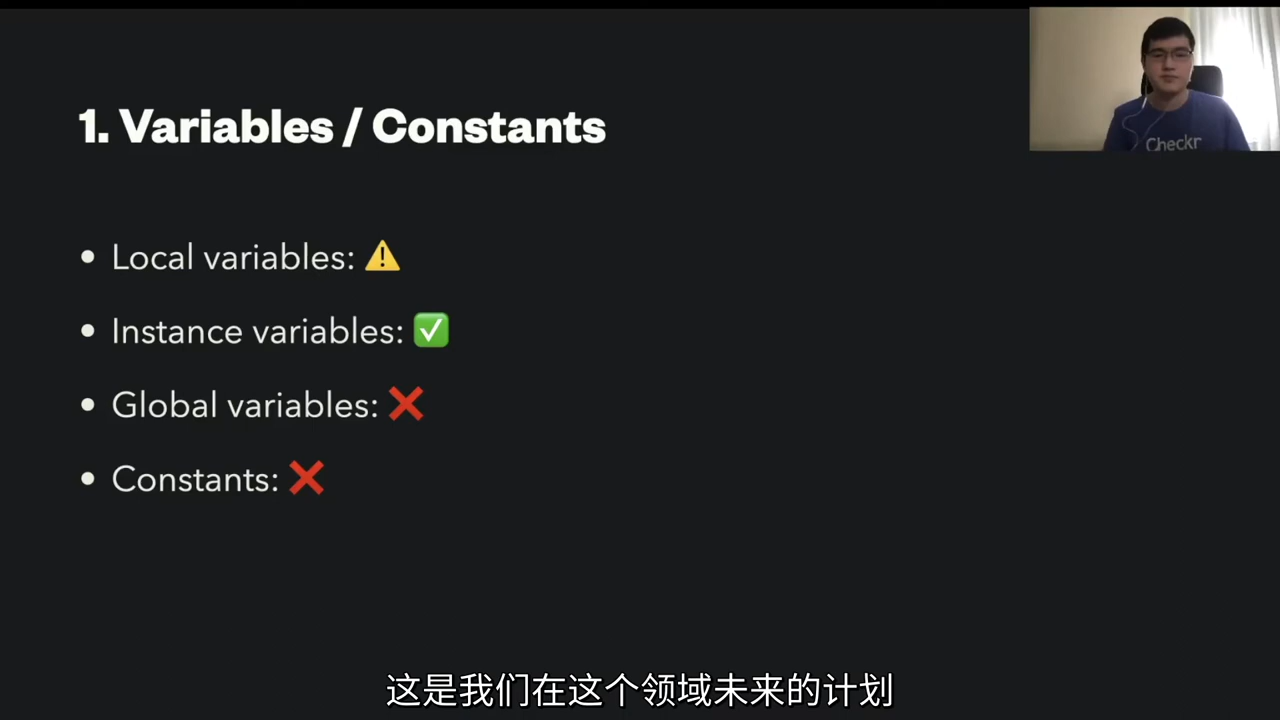 1. Variables / Constants
Checkr
• Local variables: ⚠️
• Instance variables: ✅
• Global variables: ❌
• Constants: ❌
这是我们在这个领域未来的计划